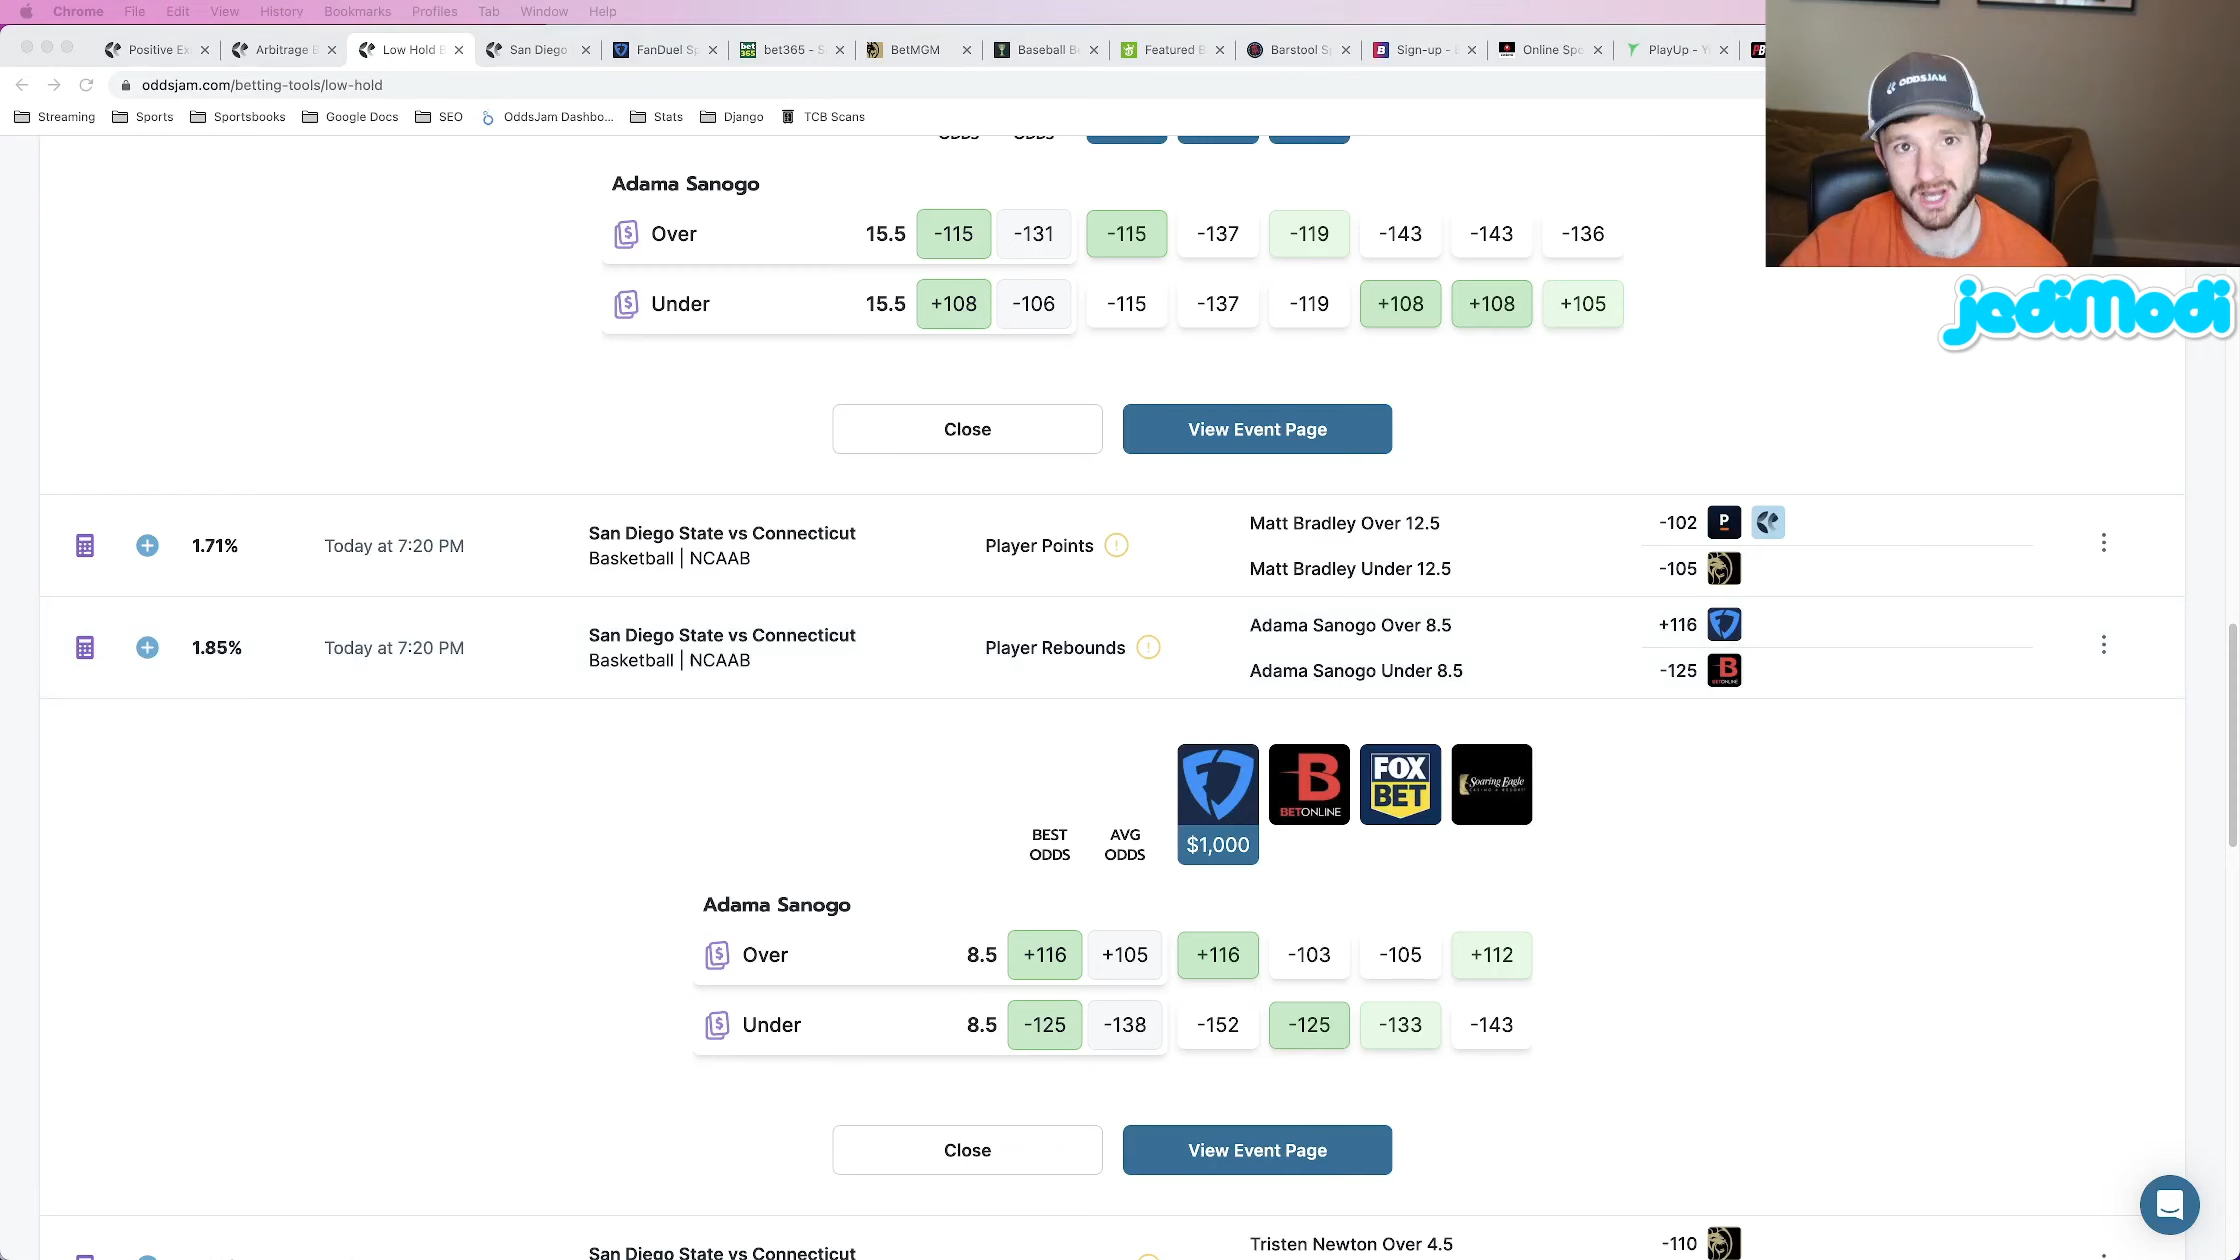 Chrome File Edit View History Bookmarks Profiles Tab Window Help
Positive Ex Arbitrage B Low Hold B San Diego FanDuel Sp bet365 - S BetMGM Baseball Be Featured B Barstool Sp Sign-up - Online Spo PlayUp - Y
oddsjam.com/betting-tools/low-hold
Streaming Sports Sportsbooks Google Docs SEO OddsJam Dashbo... Stats Django TCB Scans
ODDSJAM
jediModi
ODDS ODDS
Adama Sanogo
Over 15.5 -115 -131 -115 -137 -119 -143 -143 -136
Under 15.5 +108 -106 -115 -137 -119 +108 +108 +105
Close View Event Page
1.71% Today at 7:20 PM San Diego State vs Connecticut Player Points Matt Bradley Over 12.5 -102 P
Basketball | NCAAB Matt Bradley Under 12.5 -105
1.85% Today at 7:20 PM San Diego State vs Connecticut Player Rebounds Adama Sanogo Over 8.5 +116
Basketball | NCAAB Adama Sanogo Under 8.5 -125 B BETONLINE
B BETONLINE FOX BET Soaring Eagle
BEST ODDS AVG ODDS $1,000
Adama Sanogo
Over 8.5 +116 +105 +116 -103 -105 +112
Under 8.5 -125 -138 -152 -125 -133 -143
Close View Event Page
San Diego State vs Connecticut Tristen Newton Over 4.5 -110